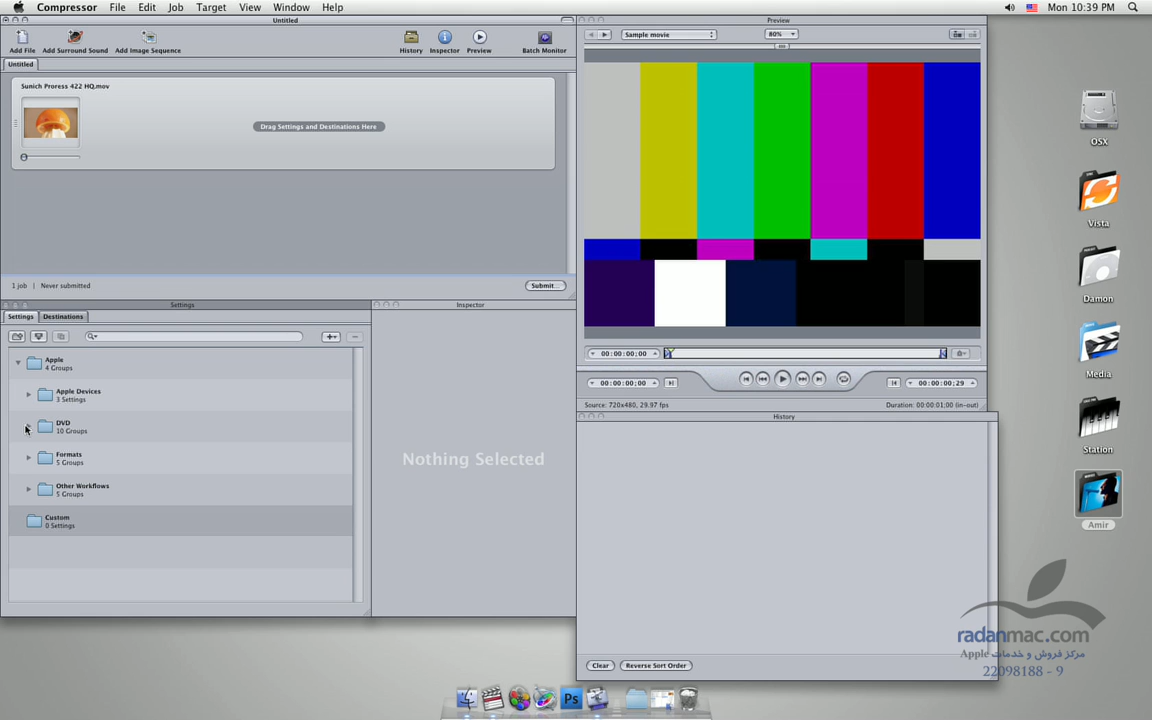 Compressor File Edit Job Target View Window Help
Mon 10:39 PM
Untitled
Add File Add Surround Sound Add Image Sequence
History Inspector Preview Batch Monitor
Untitled
Sunich Proress 422 HQ.mov
Drag Settings and Destinations Here
1 job | Never submitted
Submit...
Preview
Sample movie
80%
00:00:00;00
00:00:00;00
00:00:00;29
Source: 720x480, 29.97 fps
Duration: 00:00:01;00 (in-out)
Settings
Settings Destinations
Apple
4 Groups
Apple Devices
3 Settings
DVD
10 Groups
Formats
5 Groups
Other Workflows
5 Groups
Custom
0 Settings
Inspector
Nothing Selected
History
Clear Reverse Sort Order
OSX
Vista
Damon
Media
Station
Amir
Ps
radanmac.com
مرکز فروش و خدمات Apple
22098188 - 9